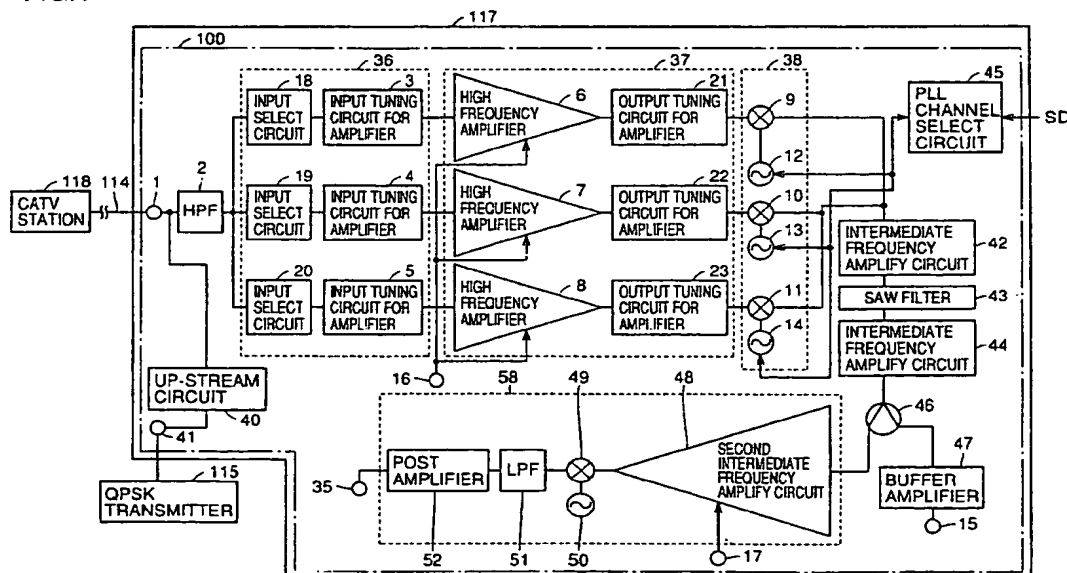 117
100
36
37
38
18
3
6
21
9
45
INPUT
SELECT
CIRCUIT
INPUT TUNING
CIRCUIT FOR
AMPLIFIER
HIGH
FREQUENCY
AMPLIFIER
OUTPUT TUNING
CIRCUIT FOR
AMPLIFIER
PLL
CHANNEL
SELECT
CIRCUIT
SD
12
118
114
1
2
19
4
7
22
10
CATV
STATION
HPF
INPUT
SELECT
CIRCUIT
INPUT TUNING
CIRCUIT FOR
AMPLIFIER
HIGH
FREQUENCY
AMPLIFIER
OUTPUT TUNING
CIRCUIT FOR
AMPLIFIER
13
INTERMEDIATE
FREQUENCY
AMPLIFY CIRCUIT
42
20
5
8
23
11
INPUT
SELECT
CIRCUIT
INPUT TUNING
CIRCUIT FOR
AMPLIFIER
HIGH
FREQUENCY
AMPLIFIER
OUTPUT TUNING
CIRCUIT FOR
AMPLIFIER
14
SAW FILTER
43
INTERMEDIATE
FREQUENCY
AMPLIFY CIRCUIT
44
16
58
49
48
46
UP-STREAM
CIRCUIT
40
41
115
QPSK
TRANSMITTER
35
POST
AMPLIFIER
LPF
SECOND
INTERMEDIATE
FREQUENCY
AMPLIFY CIRCUIT
47
BUFFER
AMPLIFIER
15
52
51
50
17